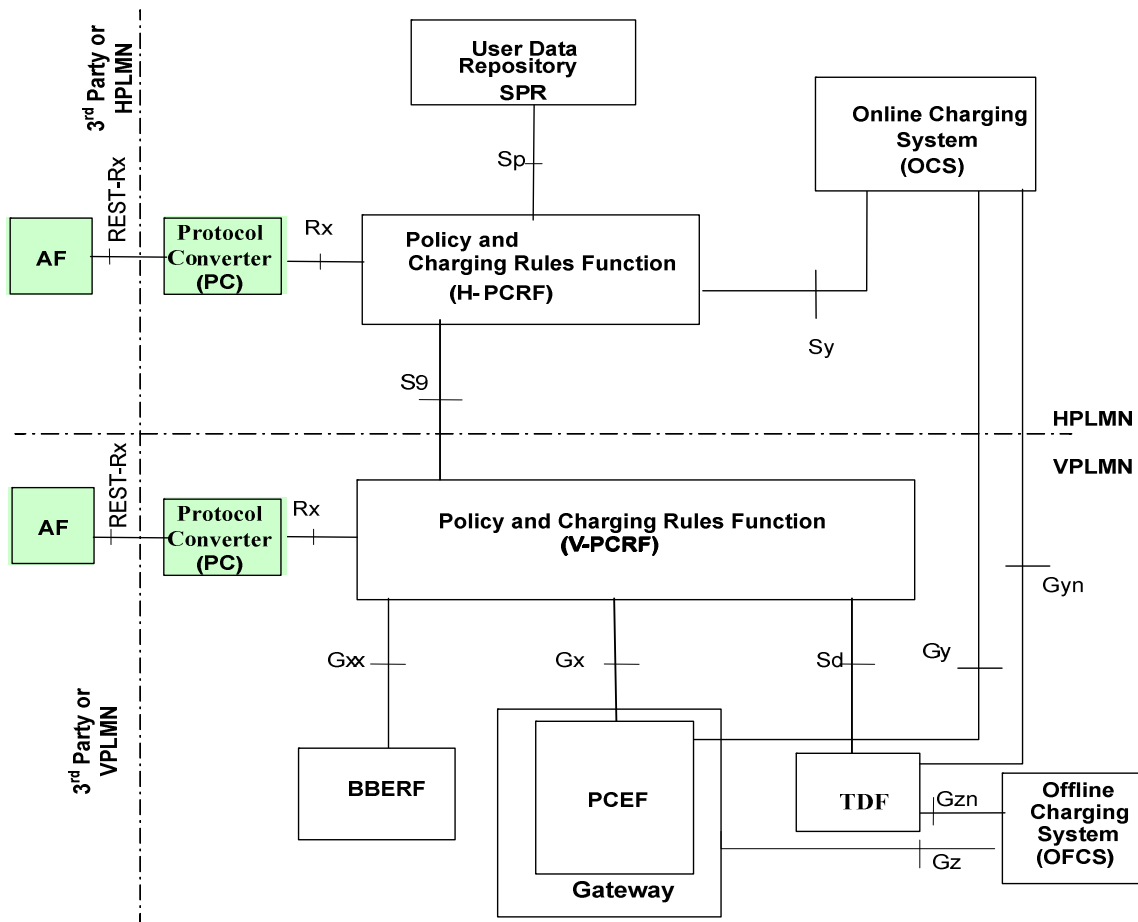 3rd Party or
HPLMN
User Data
Repository
SPR
Online Charging
System
(OCS)
Sp
REST-Rx
AF
Protocol
Converter
(PC)
Rx
Policy and
Charging Rules Function
(H-PCRF)
Sy
S9
HPLMN
VPLMN
REST-Rx
AF
Protocol
Converter
(PC)
Rx
Policy and Charging Rules Function
(V-PCRF)
Gyn
Gxx
Gx
Sd
Gy
3rd Party or
VPLMN
BBERF
PCEF
TDF
Gzn
Offline
Charging
System
(OFCS)
Gz
Gateway